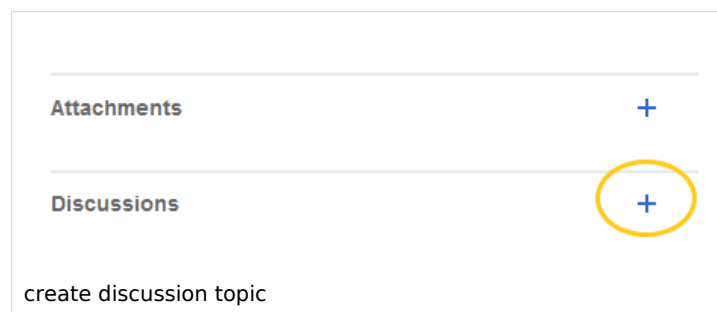 Attachments +
Discussions +
create discussion topic